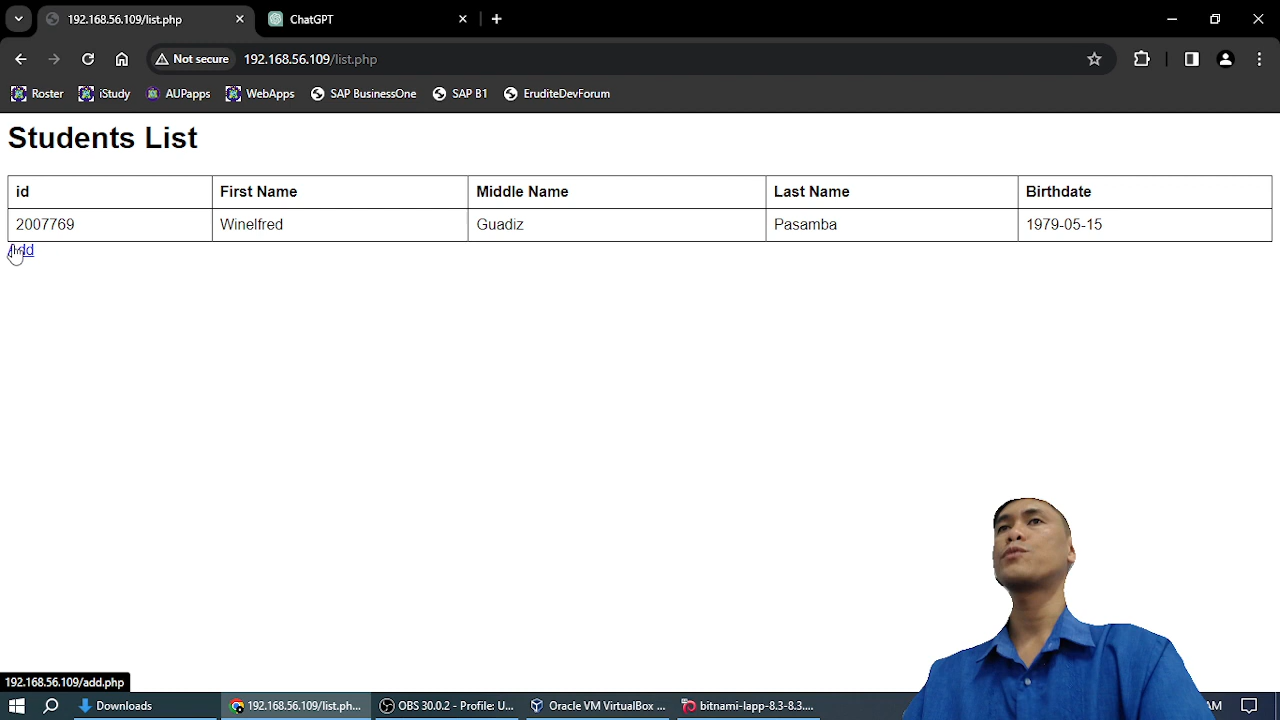 192.168.56.109/list.php
ChatGPT
Not secure
192.168.56.109/list.php
Roster
iStudy
AUPapps
WebApps
SAP BusinessOne
SAP B1
EruditeDevForum
Students List
id First Name Middle Name Last Name Birthdate
2007769 Winelfred Guadiz Pasamba 1979-05-15
Add
192.168.56.109/add.php
Downloads
192.168.56.109/list.ph...
OBS 30.0.2 - Profile: U...
Oracle VM VirtualBox ...
bitnami-lapp-8.3-8.3....
AM